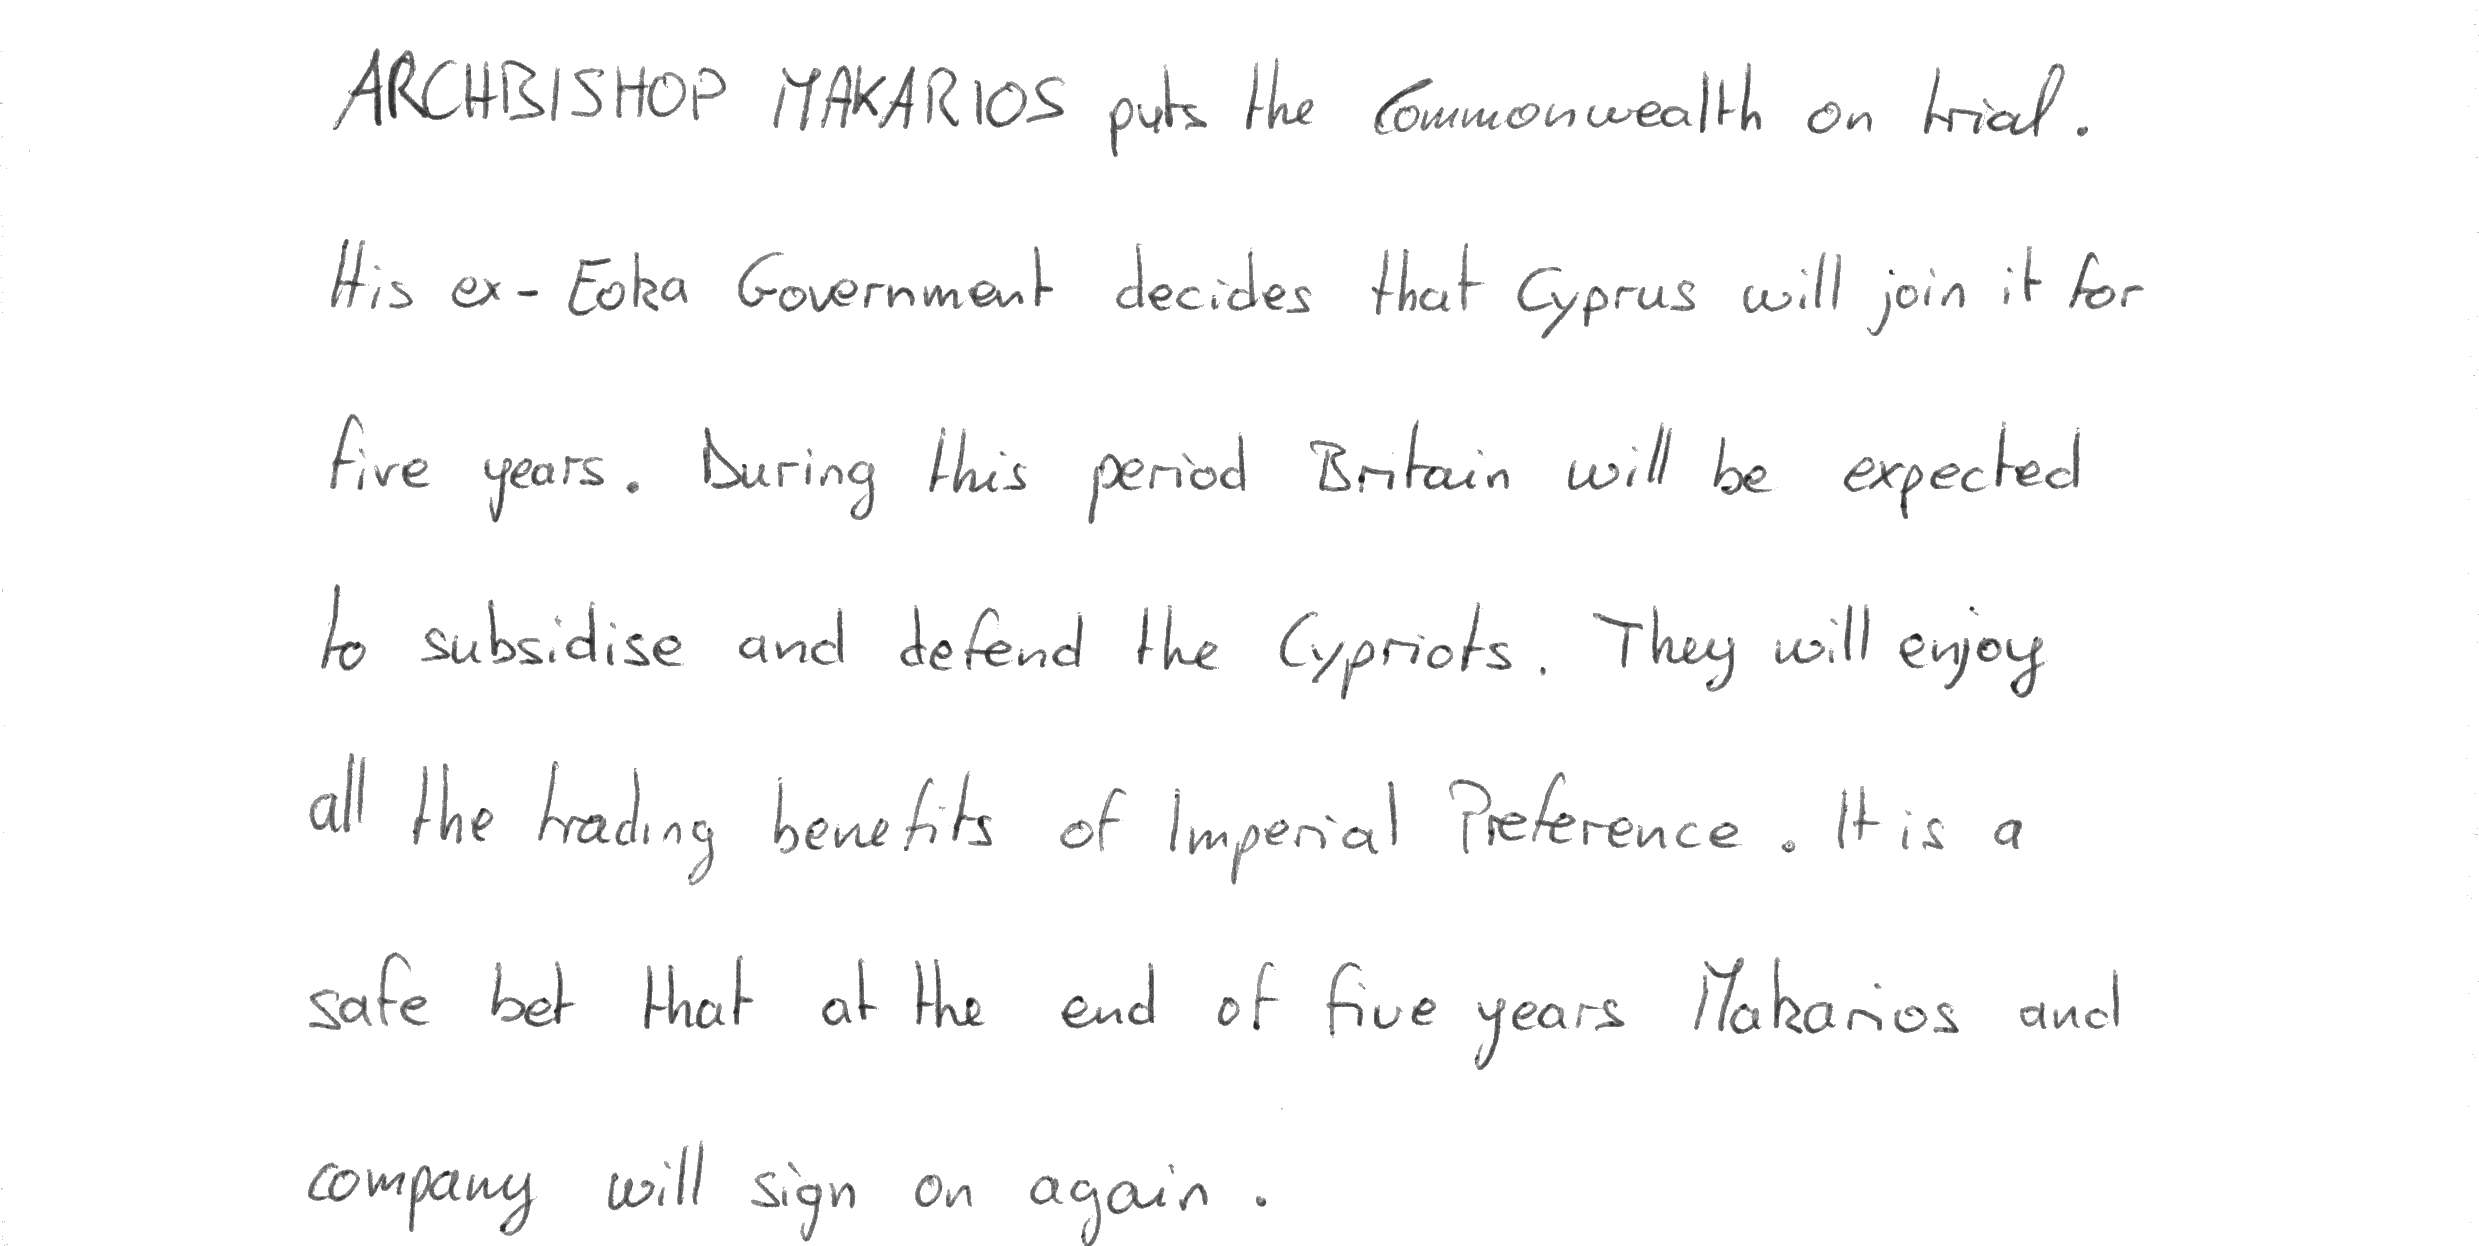 ARCHBISHOP MAKARIOS puts the Commonwealth on trial.
His ex-Eoka Government decides that Cyprus will join it for
five years. During this period Britain will be expected
to subsidise and defend the Cypriots. They will enjoy
all the trading benefits of Imperial Preference. It is a
safe bet that at the end of five years Makarios and
company will sign on again.